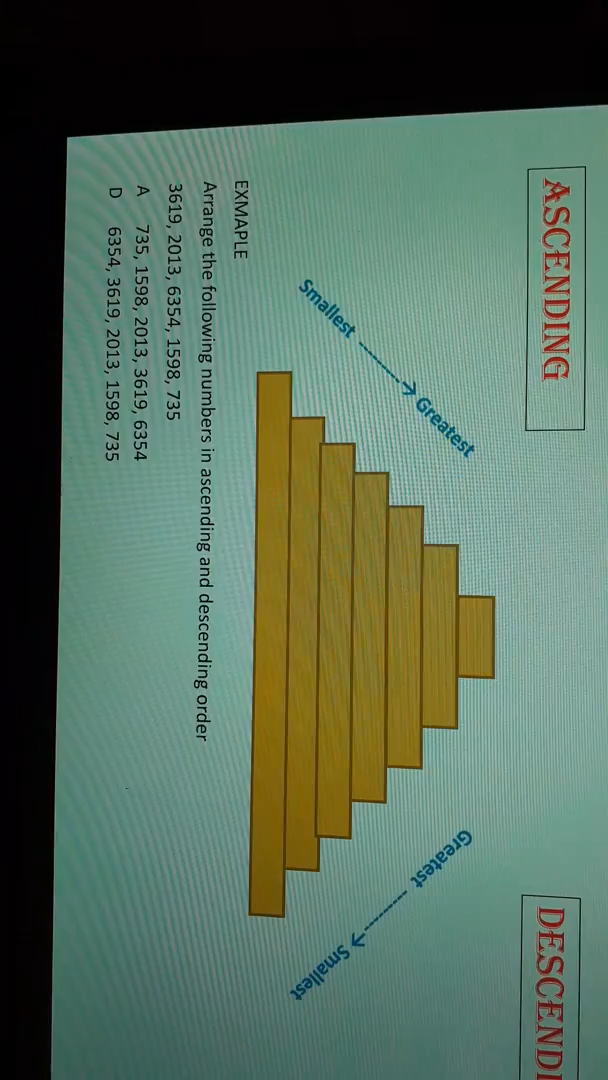 ASCENDING
DESCENDI
Smallest ------> Greatest
Greatest ------> Smallest
EXMAPLE
Arrange the following numbers in ascending and descending order
3619, 2013, 6354, 1598, 735
A 735, 1598, 2013, 3619, 6354
D 6354, 3619, 2013, 1598, 735